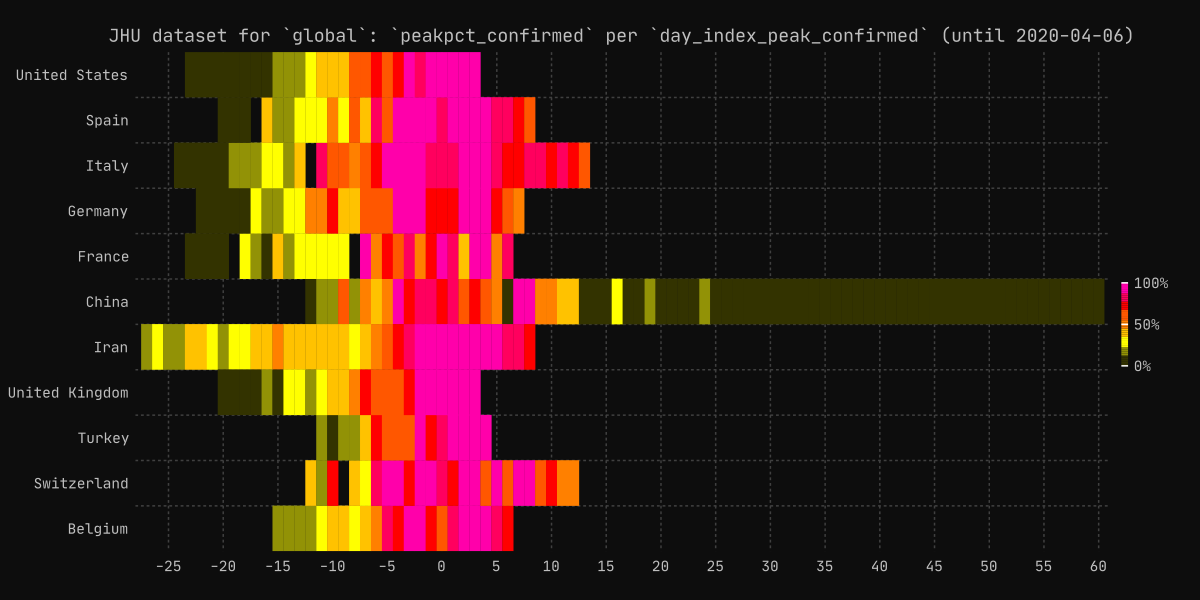 JHU dataset for `global`: `peakpct_confirmed` per `day_index_peak_confirmed` (until 2020-04-06)
United States
Spain
Italy
Germany
France
China
Iran
United Kingdom
Turkey
Switzerland
Belgium
100%
50%
0%
-25 -20 -15 -10 -5 0 5 10 15 20 25 30 35 40 45 50 55 60